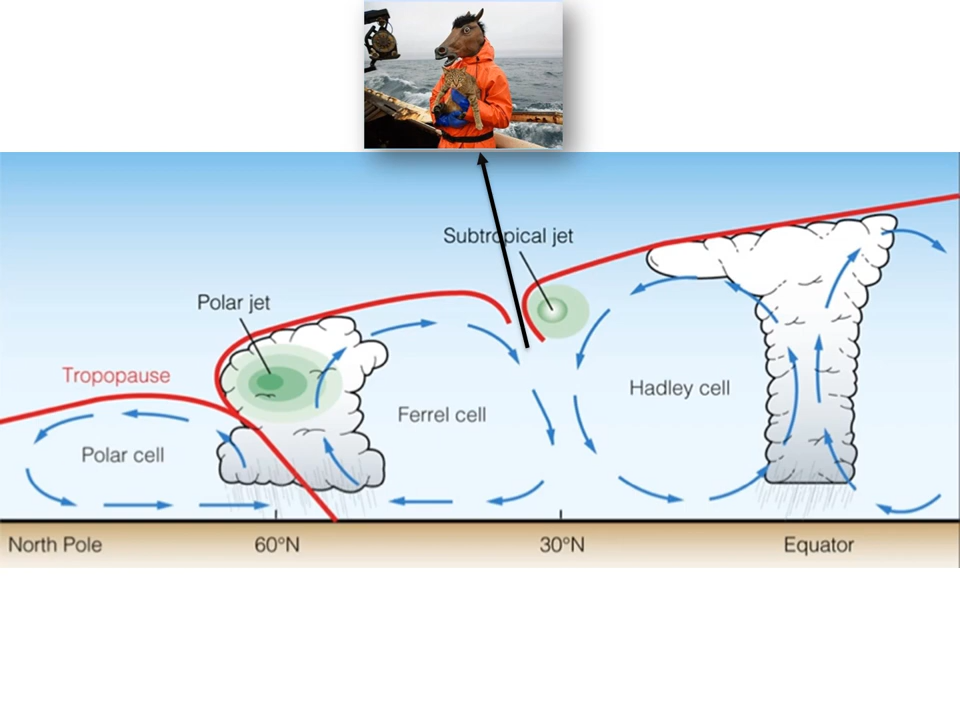 Subtropical jet
Polar jet
Tropopause
Hadley cell
Ferrel cell
Polar cell
North Pole
60°N
30°N
Equator